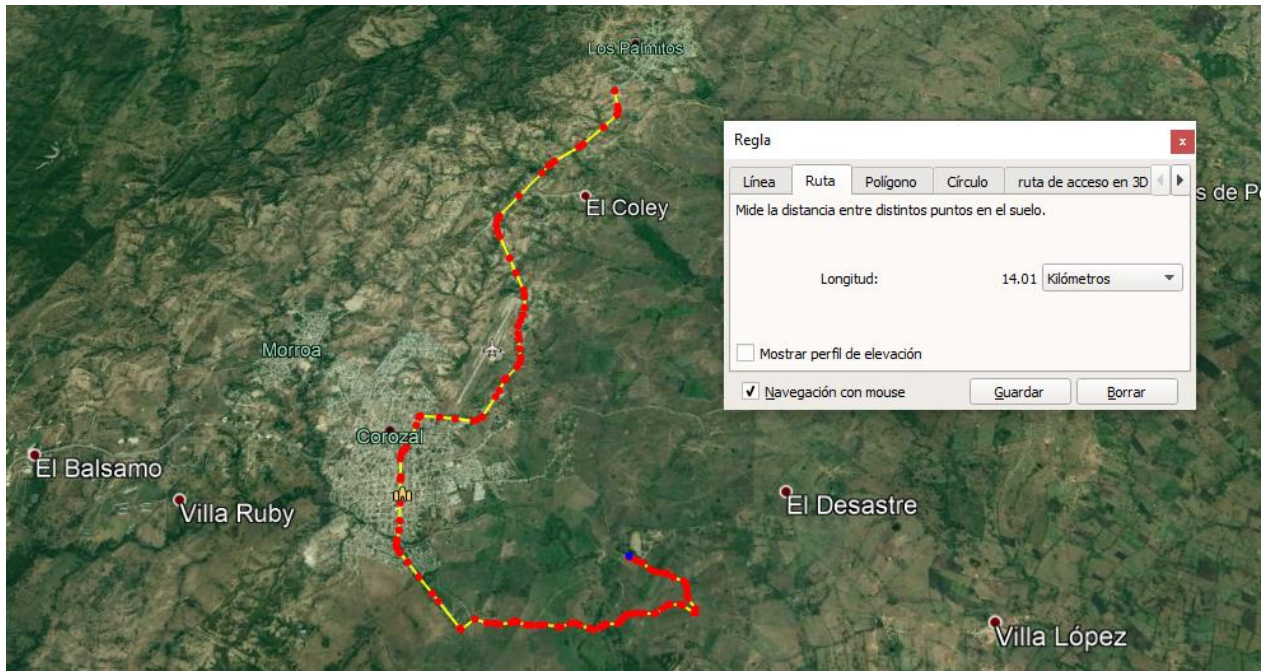 Los Palmitos
Regla
x
Línea
Ruta
Polígono
Círculo
ruta de acceso en 3D
Mide la distancia entre distintos puntos en el suelo.
s de Pe
El Coley
Longitud:
14.01
Kilómetros
Morroa
Mostrar perfil de elevación
Navegación con mouse
Guardar
Borrar
Corozal
El Balsamo
Villa Ruby
El Desastre
Villa López